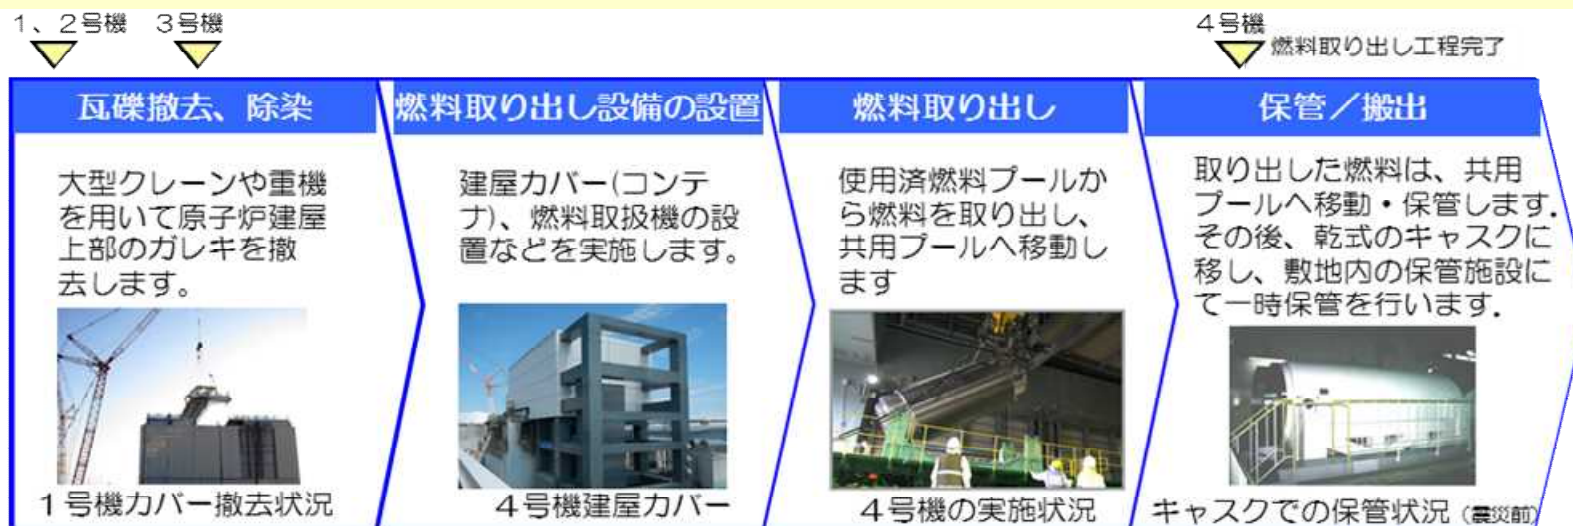 1、2号機
3号機
4号機
燃料取り出し工程完了
瓦礫撤去、除染
大型クレーンや重機
を用いて原子炉建屋
上部のガレキを撤
去します。
1号機カバー撤去状況
燃料取り出し設備の設置
建屋カバー(コンテ
ナ)、燃料取扱機の設
置などを実施します。
4号機建屋カバー
燃料取り出し
使用済燃料プールか
ら燃料を取り出し、
共用プールへ移動し
ます
4号機の実施状況
保管／搬出
取り出した燃料は、共用
プールへ移動・保管します.
その後、乾式のキャスクに
移し、敷地内の保管施設に
て一時保管を行います.
キャスクでの保管状況（震災前）